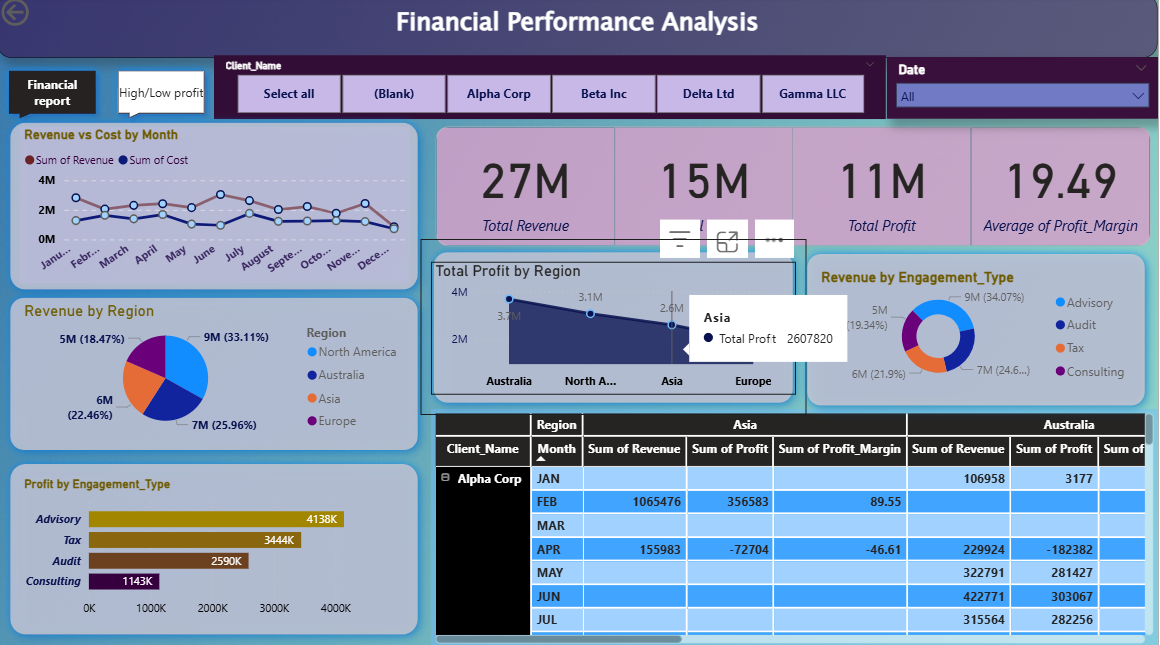 Financial Performance Analysis
Financial report
High/Low profit
Client_Name
Select all
(Blank)
Alpha Corp
Beta Inc
Delta Ltd
Gamma LLC
Date
All
Revenue vs Cost by Month
Sum of Revenue Sum of Cost
4M
2M
0M
Janu... Febr... March April May June July August Septe... Octo... Nove... Dece...
27M
Total Revenue
15M
11M
Total Profit
19.49
Average of Profit_Margin
Revenue by Region
5M (18.47%)
9M (33.11%)
6M
(22.46%)
7M (25.96%)
Region
North America
Australia
Asia
Europe
Total Profit by Region
4M
2M
3.7M
3.1M
2.6M
Australia North A... Asia Europe
Asia
Total Profit 2607820
Revenue by Engagement_Type
9M (34.07%)
5M
(19.34%)
6M (21.9%)
7M (24.6...)
Advisory
Audit
Tax
Consulting
Profit by Engagement_Type
Advisory 4138K
Tax 3444K
Audit 2590K
Consulting 1143K
0K 1000K 2000K 3000K 4000K
Region Asia Australia
Client_Name Month Sum of Revenue Sum of Profit Sum of Profit_Margin Sum of Revenue Sum of Profit Sum of
Alpha Corp JAN 106958 3177
FEB 1065476 356583 89.55
MAR
APR 155983 -72704 -46.61 229924 -182382
MAY 322791 281427
JUN 422771 303067
JUL 315564 282256